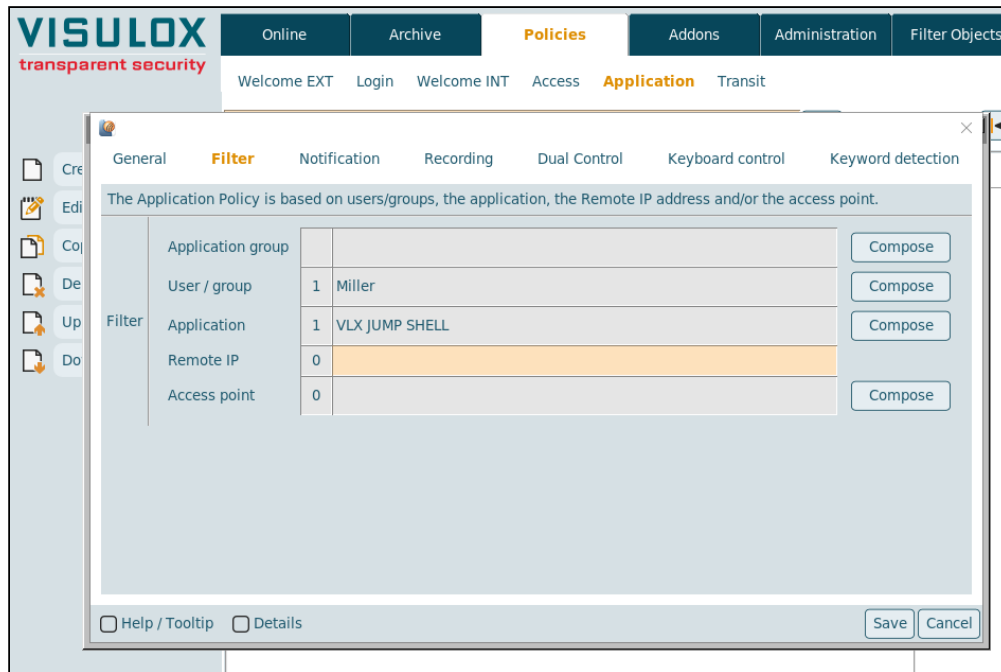 VISULOX
transparent security
Online Archive Policies Addons Administration Filter Objects
Welcome EXT Login Welcome INT Access Application Transit
General Filter Notification Recording Dual Control Keyboard control Keyword detection
The Application Policy is based on users/groups, the application, the Remote IP address and/or the access point.
Cre
Edi
Co
De
Up
Do
Filter
Application group Compose
User / group 1 Miller Compose
Application 1 VLX JUMP SHELL Compose
Remote IP 0
Access point 0 Compose
Help / Tooltip Details Save Cancel